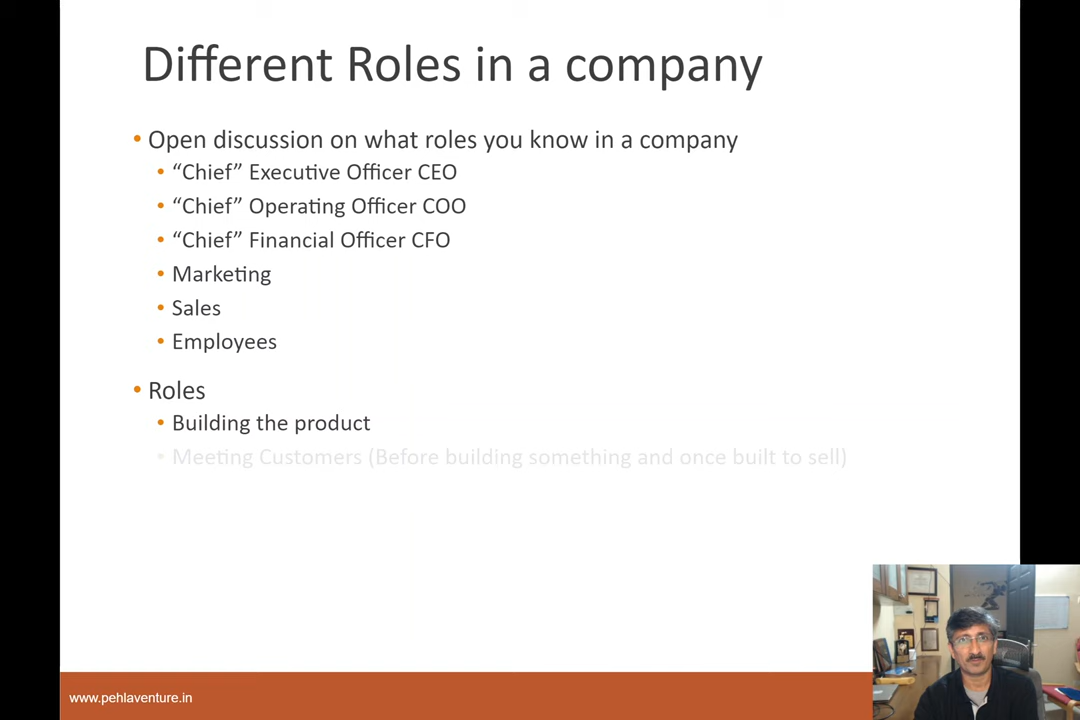 Different Roles in a company
• Open discussion on what roles you know in a company
• “Chief” Executive Officer CEO
• “Chief” Operating Officer COO
• “Chief” Financial Officer CFO
• Marketing
• Sales
• Employees
• Roles
• Building the product
• Meeting Customers (Before building something and once built to sell)
www.pehlaventure.in